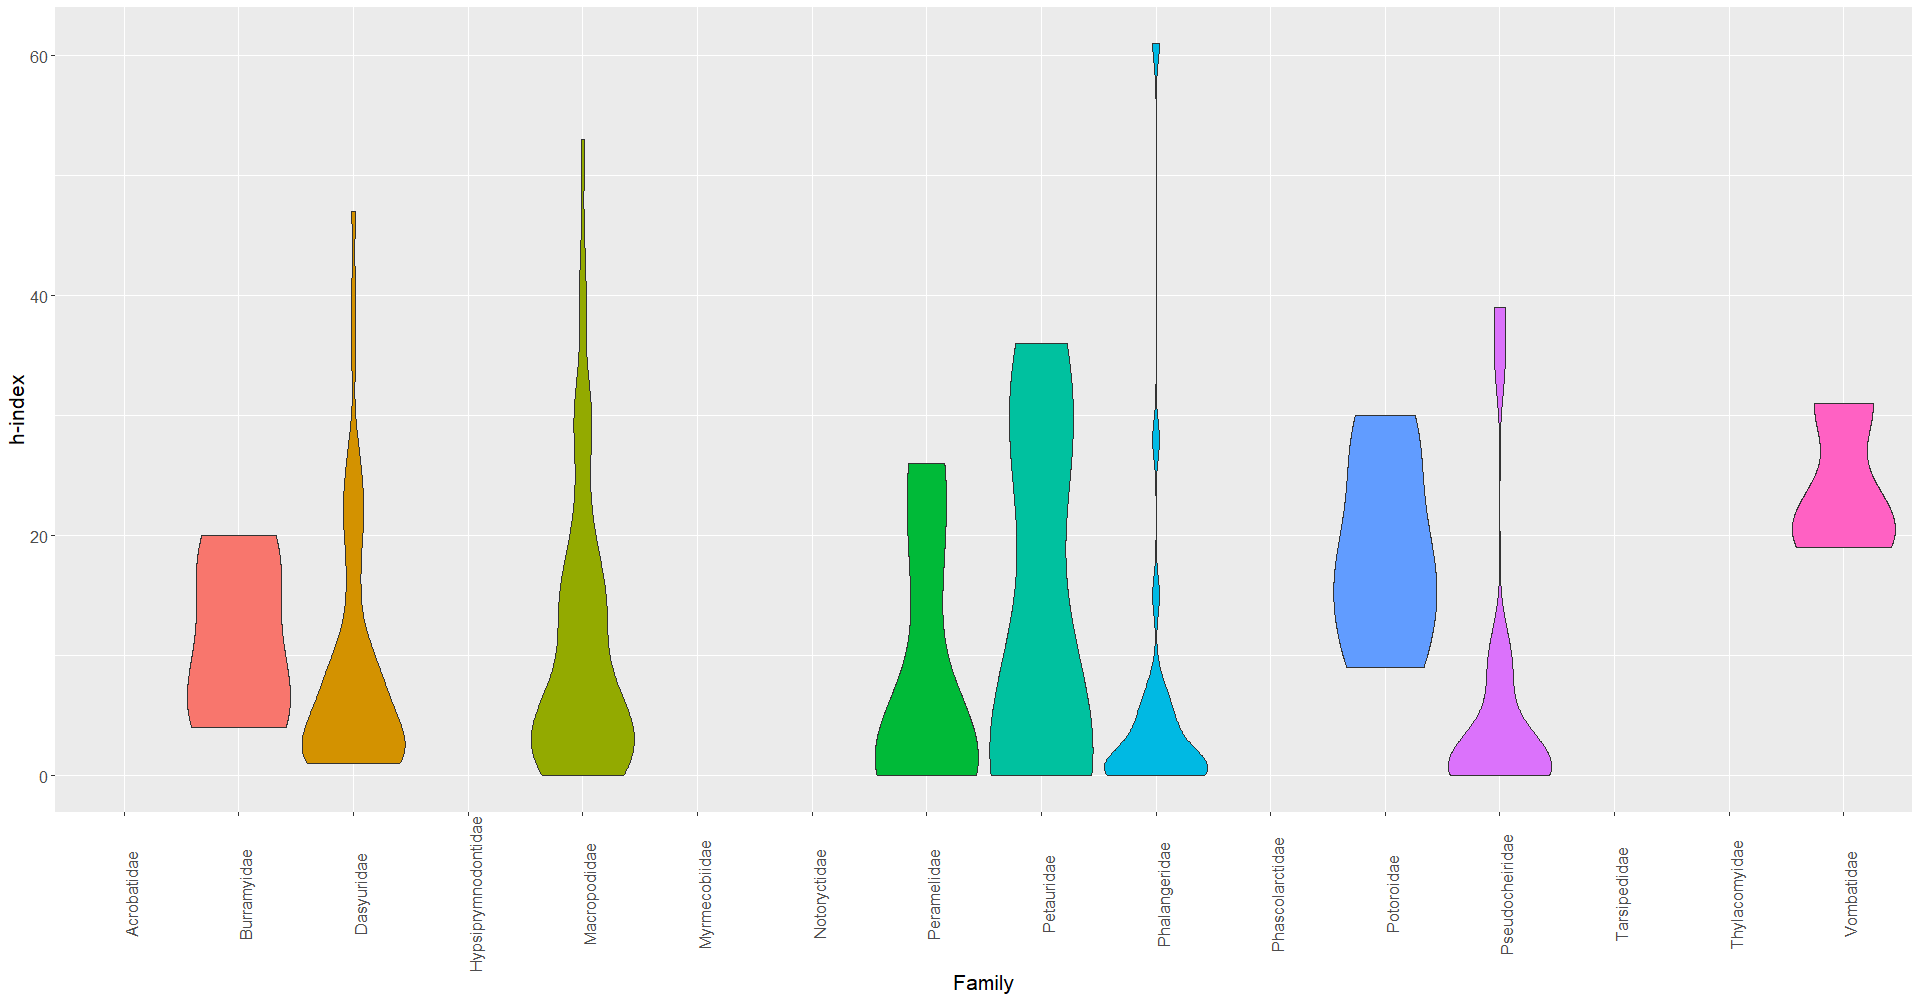 60
40
20
0
h-index
Acrobatidae
Burramyidae
Dasyuridae
Hypsiprymnodontidae
Macropodidae
Myrmecobiidae
Notoryctidae
Peramelidae
Petauridae
Phalangeridae
Phascolarctidae
Potoroidae
Pseudocheiridae
Tarsipedidae
Thylacomyidae
Vombatidae
Family